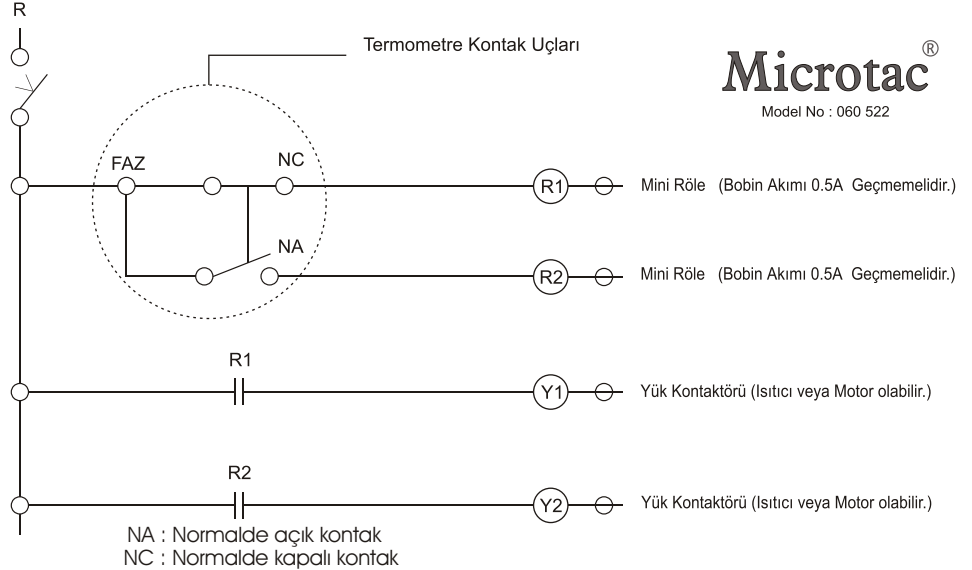 R
Termometre Kontak Uçları
Microtac®
Model No : 060 522
FAZ
NC
R1
Mini Röle (Bobin Akımı 0.5A Geçmemelidir.)
NA
R2
Mini Röle (Bobin Akımı 0.5A Geçmemelidir.)
R1
Y1
Yük Kontaktörü (Isıtıcı veya Motor olabilir.)
R2
Y2
Yük Kontaktörü (Isıtıcı veya Motor olabilir.)
NA : Normalde açık kontak
NC : Normalde kapalı kontak